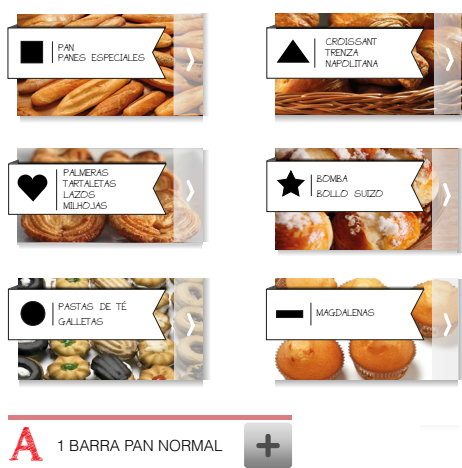 PAN
PANES ESPECIALES
CROISSANT
TRENZA
NAPOLITANA
PALMERAS
TARTALETAS
LAZOS
MILHOJAS
BOMBA
BOLLO SUIZO
PASTAS DE TÉ
GALLETAS
MAGDALENAS
A 1 BARRA PAN NORMAL +